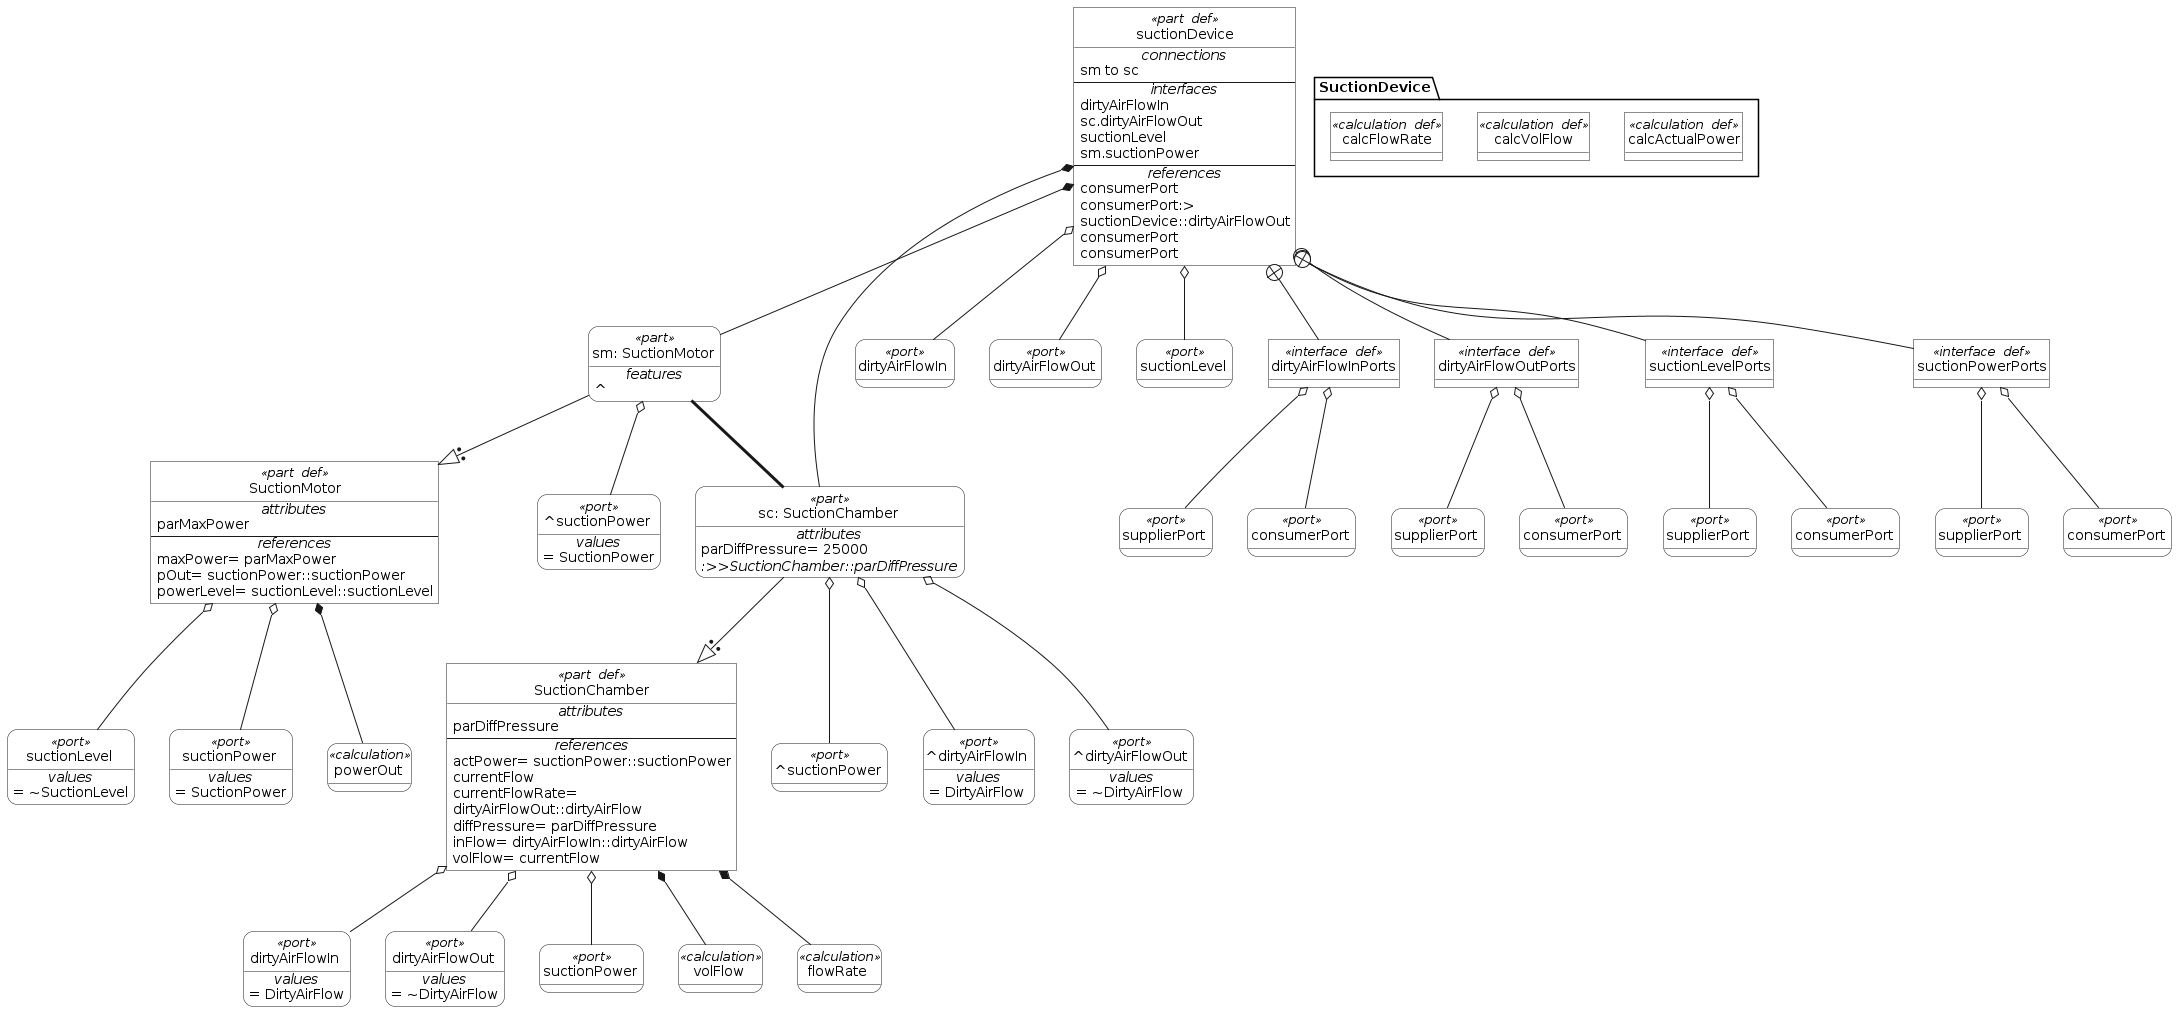 «part def»
suctionDevice
connections
sm to sc
interfaces
dirtyAirFlowIn
sc.dirtyAirFlowOut
suctionLevel
sm.suctionPower
references
consumerPort
consumerPort:>
suctionDevice::dirtyAirFlowOut
consumerPort
consumerPort
SuctionDevice
«calculation def»
calcFlowRate
«calculation def»
calcVolFlow
«calculation def»
calcActualPower
«part»
sm: SuctionMotor
features
^
«port»
dirtyAirFlowIn
«port»
dirtyAirFlowOut
«port»
suctionLevel
«interface def»
dirtyAirFlowInPorts
«interface def»
dirtyAirFlowOutPorts
«interface def»
suctionLevelPorts
«interface def»
suctionPowerPorts
«part def»
SuctionMotor
attributes
parMaxPower
references
maxPower= parMaxPower
pOut= suctionPower::suctionPower
powerLevel= suctionLevel::suctionLevel
«port»
^suctionPower
values
= SuctionPower
«part»
sc: SuctionChamber
attributes
parDiffPressure= 25000
:>>SuctionChamber::parDiffPressure
«port»
supplierPort
«port»
consumerPort
«port»
supplierPort
«port»
consumerPort
«port»
supplierPort
«port»
consumerPort
«port»
supplierPort
«port»
consumerPort
«port»
suctionLevel
values
= ~SuctionLevel
«port»
suctionPower
values
= SuctionPower
«calculation»
powerOut
«part def»
SuctionChamber
attributes
parDiffPressure
references
actPower= suctionPower::suctionPower
currentFlow
currentFlowRate=
dirtyAirFlowOut::dirtyAirFlow
diffPressure= parDiffPressure
inFlow= dirtyAirFlowIn::dirtyAirFlow
volFlow= currentFlow
«port»
^suctionPower
«port»
^dirtyAirFlowIn
values
= DirtyAirFlow
«port»
^dirtyAirFlowOut
values
= ~DirtyAirFlow
«port»
dirtyAirFlowIn
values
= DirtyAirFlow
«port»
dirtyAirFlowOut
values
= ~DirtyAirFlow
«port»
suctionPower
«calculation»
volFlow
«calculation»
flowRate